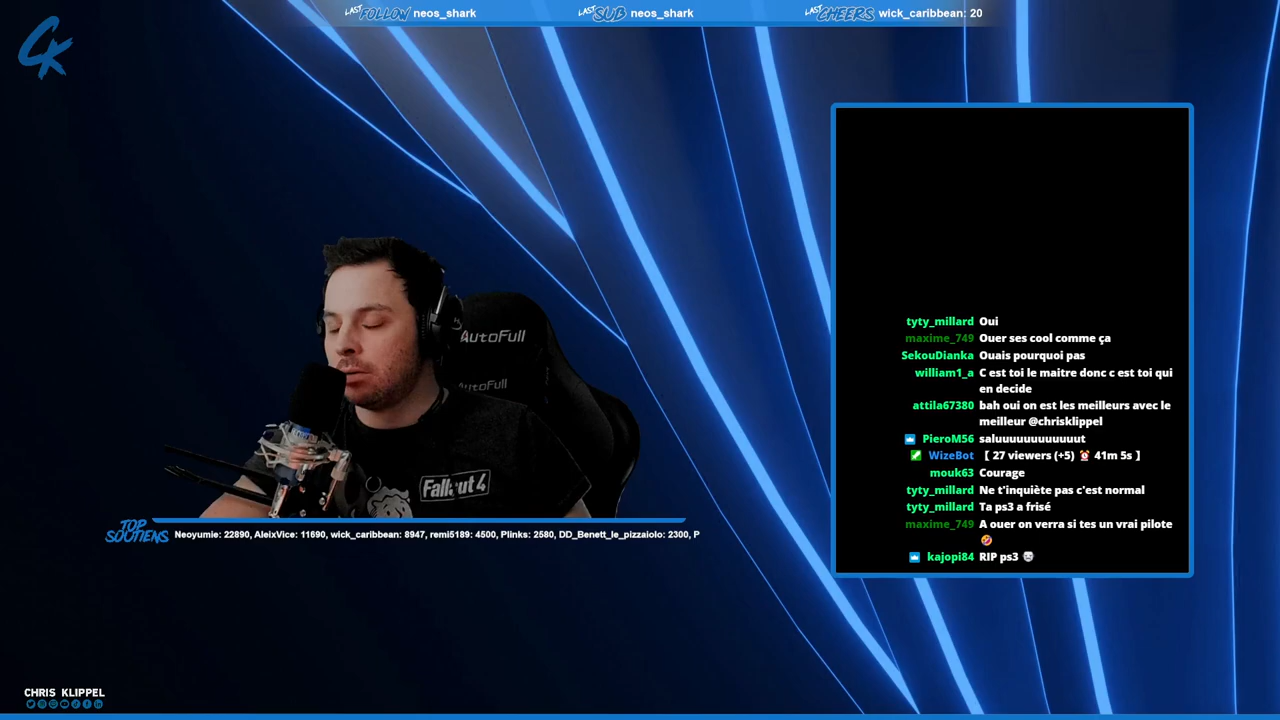 LAST FOLLOW neos_shark
LAST SUB neos_shark
LAST CHEERS wick_caribbean: 20
CK
AutoFull
AutoFull
Fallout 4
tyty_millard Oui
maxime_749 Ouer ses cool comme ça
SekouDianka Ouais pourquoi pas
william1_a C est toi le maitre donc c est toi qui
en decide
attila67380 bah oui on est les meilleurs avec le
meilleur @chrisklippel
PieroM56 saluuuuuuuuuuuut
WizeBot 【 27 viewers (+5) ⏰ 41m 5s 】
mouk63 Courage
tyty_millard Ne t'inquiète pas c'est normal
tyty_millard Ta ps3 a frisé
maxime_749 A ouer on verra si tes un vrai pilote
🤣
kajopi84 RIP ps3 💀
TOP SOUTIENS Neoyumie: 22890, AleixVice: 11690, wick_caribbean: 8947, remi5189: 4500, Plinks: 2580, DD_Benett_le_pizzaiolo: 2300, P
CHRIS KLIPPEL